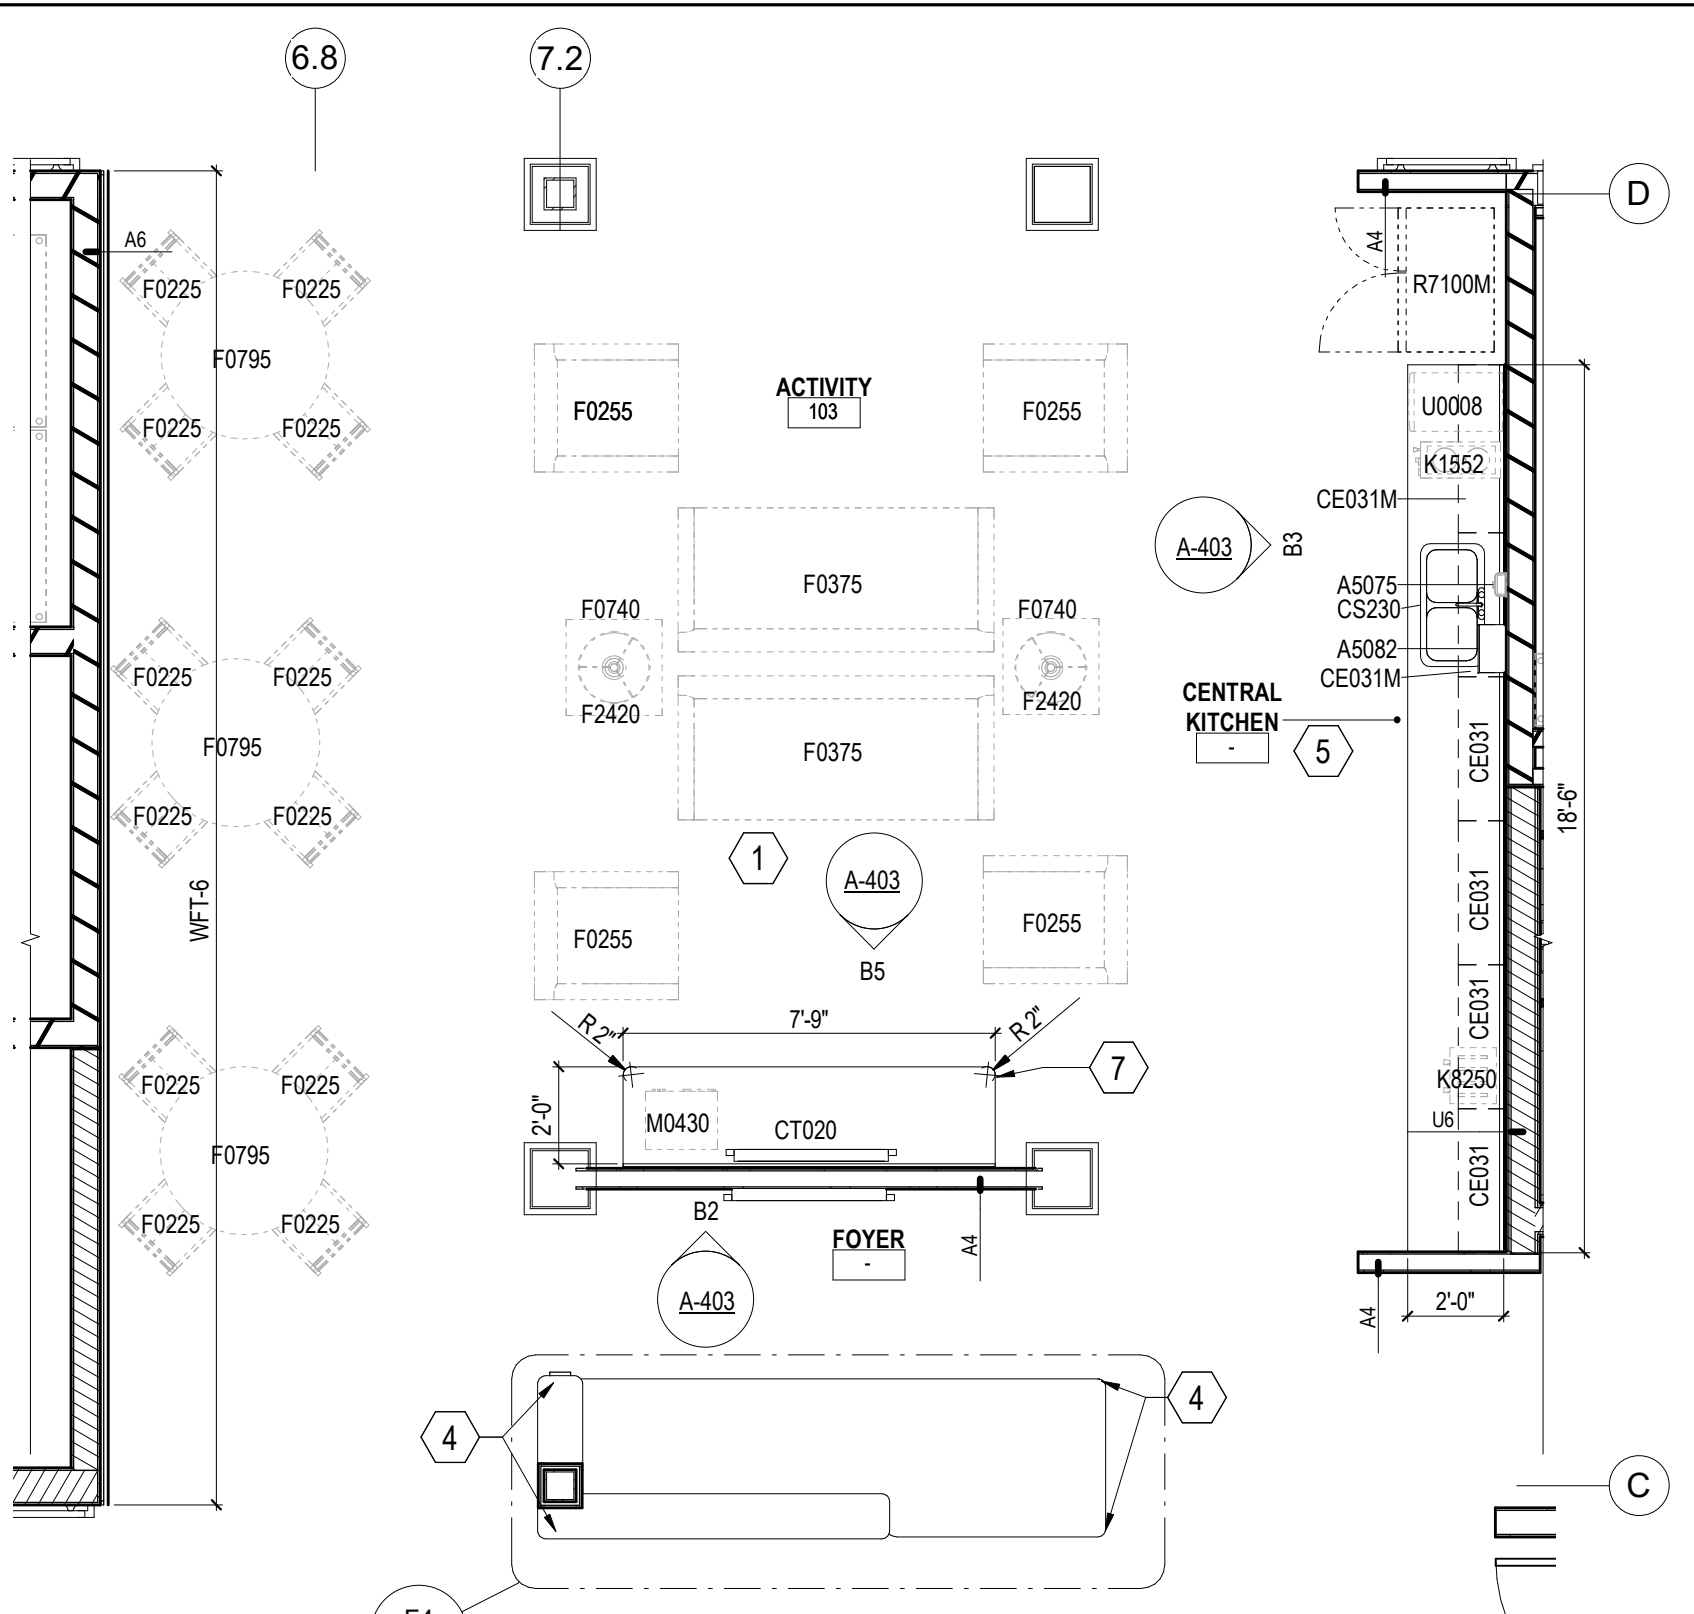 6.8
7.2
D
A6
A4
F0225
F0225
R7100M
F0795
F0225
F0225
F0255
ACTIVITY
103
F0255
U0008
K1552
CE031M
A-403
B3
F0375
A5075
CS230
F0740
F0740
A5082
CE031M
F0225
F0225
F2420
F2420
CENTRAL
KITCHEN
-
5
F0795
F0375
CE031
18'-6"
F0225
F0225
1
A-403
B5
WFT-6
CE031
F0255
F0255
CE031
R 2"
7'-9"
R 2"
7
F0225
F0225
K8250
2'-0"
M0430
CT020
U6
F0795
CE031
B2
F0225
F0225
FOYER
-
A4
A-403
2'-0"
A4
4
4
C